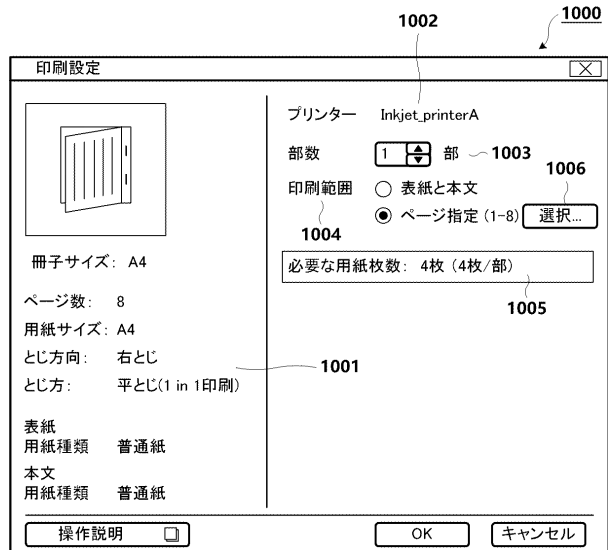 1000
1002
印刷設定
プリンター Inkjet_printerA
部数 1 部 1003
1006
印刷範囲 表紙と本文
ページ指定 (1-8) 選択...
1004
冊子サイズ: A4
必要な用紙枚数: 4枚 (4枚/部)
1005
ページ数: 8
用紙サイズ: A4
とじ方向: 右とじ
1001
とじ方: 平とじ(1 in 1印刷)
表紙
用紙種類 普通紙
本文
用紙種類 普通紙
操作説明
OK
キャンセル